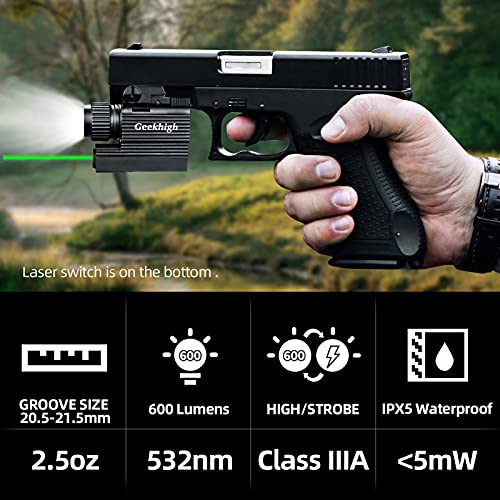 Geekhigh
Laser switch is on the bottom .
GROOVE SIZE
20.5-21.5mm
600
600 Lumens
600
HIGH/STROBE
IPX5 Waterproof
2.5oz
532nm
Class IIIA
<5mW